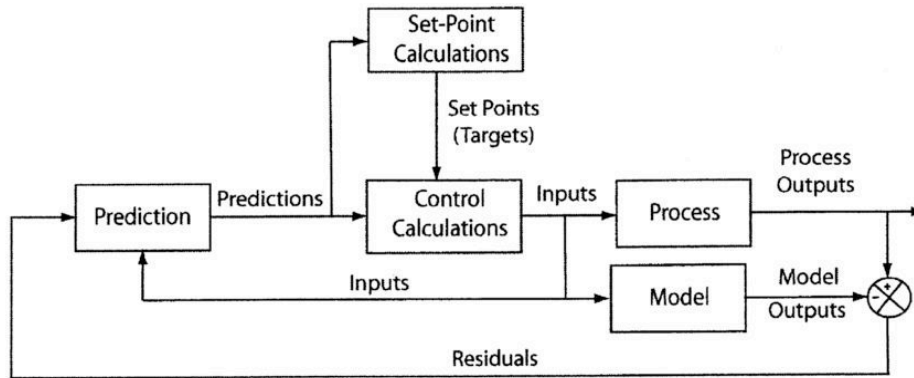 Set-Point
Calculations
Set Points
(Targets)
Process
Outputs
Prediction
Predictions
Control
Calculations
Inputs
Process
Inputs
Model
Model
Outputs
+
-
Residuals